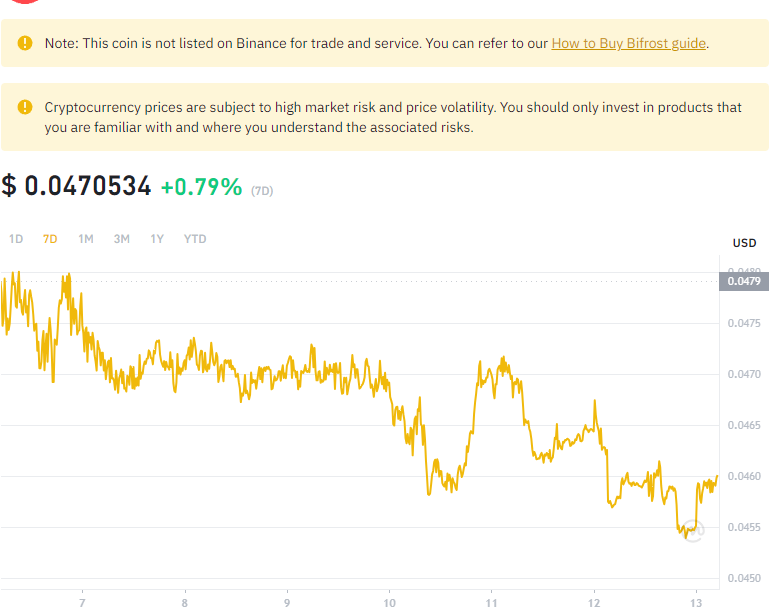 Note: This coin is not listed on Binance for trade and service. You can refer to our How to Buy Bifrost guide.
Cryptocurrency prices are subject to high market risk and price volatility. You should only invest in products that
you are familiar with and where you understand the associated risks.
$ 0.0470534 +0.79% (7D)
1D 7D 1M 3M 1Y YTD
USD
0.0480
0.0479
0.0475
0.0470
0.0465
0.0460
0.0455
0.0450
7 8 9 10 11 12 13